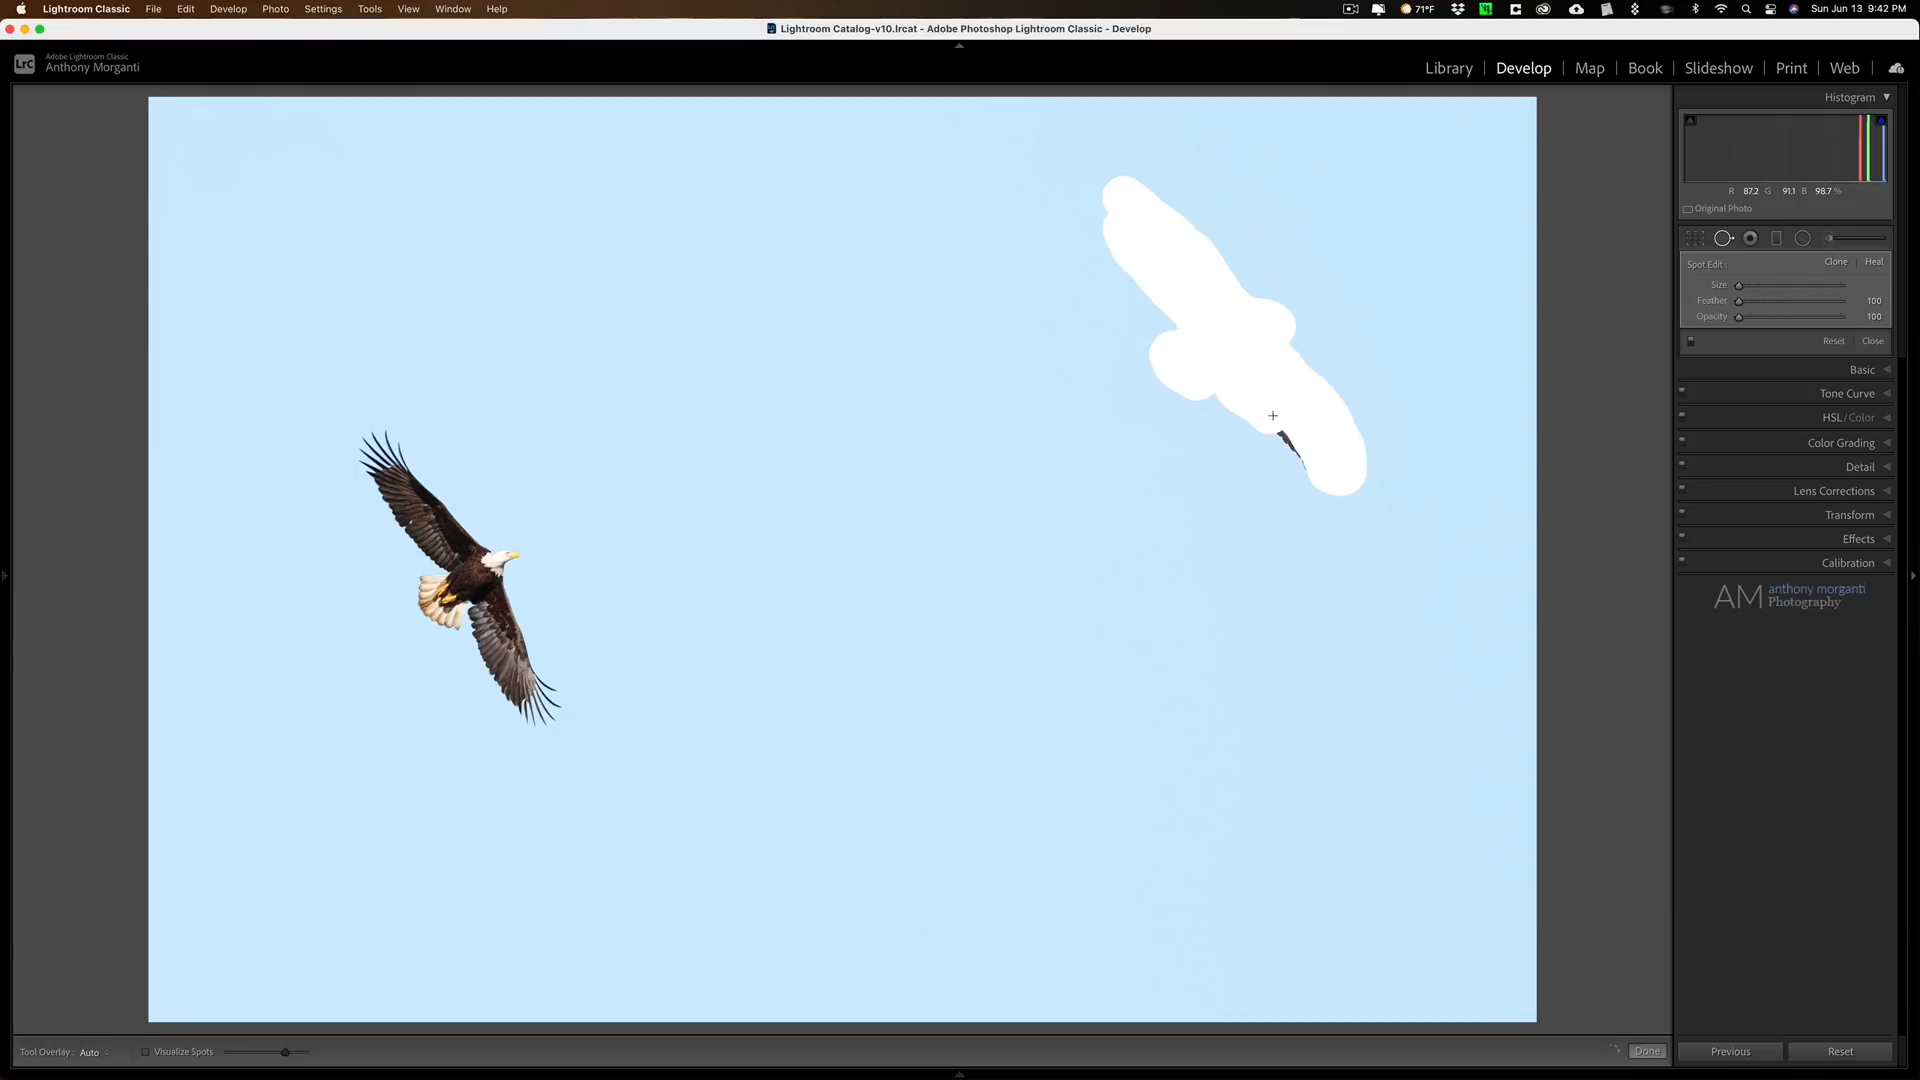 Lightroom Classic File Edit Develop Photo Settings Tools View Window Help 71°F Sun Jun 13 9:42 PM
Lightroom Catalog-v10.lrcat - Adobe Photoshop Lightroom Classic - Develop
LrC
Adobe Lightroom Classic
Anthony Morganti
Library | Develop | Map | Book | Slideshow | Print | Web
Histogram
R 87.2 G 91.1 B 98.7 %
Original Photo
Spot Edit : Clone | Heal
Size
Feather 100
Opacity 100
Reset Close
Basic
Tone Curve
HSL / Color
Color Grading
Detail
Lens Corrections
Transform
Effects
Calibration
AM anthony morganti
Photography
Tool Overlay : Auto Visualize Spots Done
Previous Reset